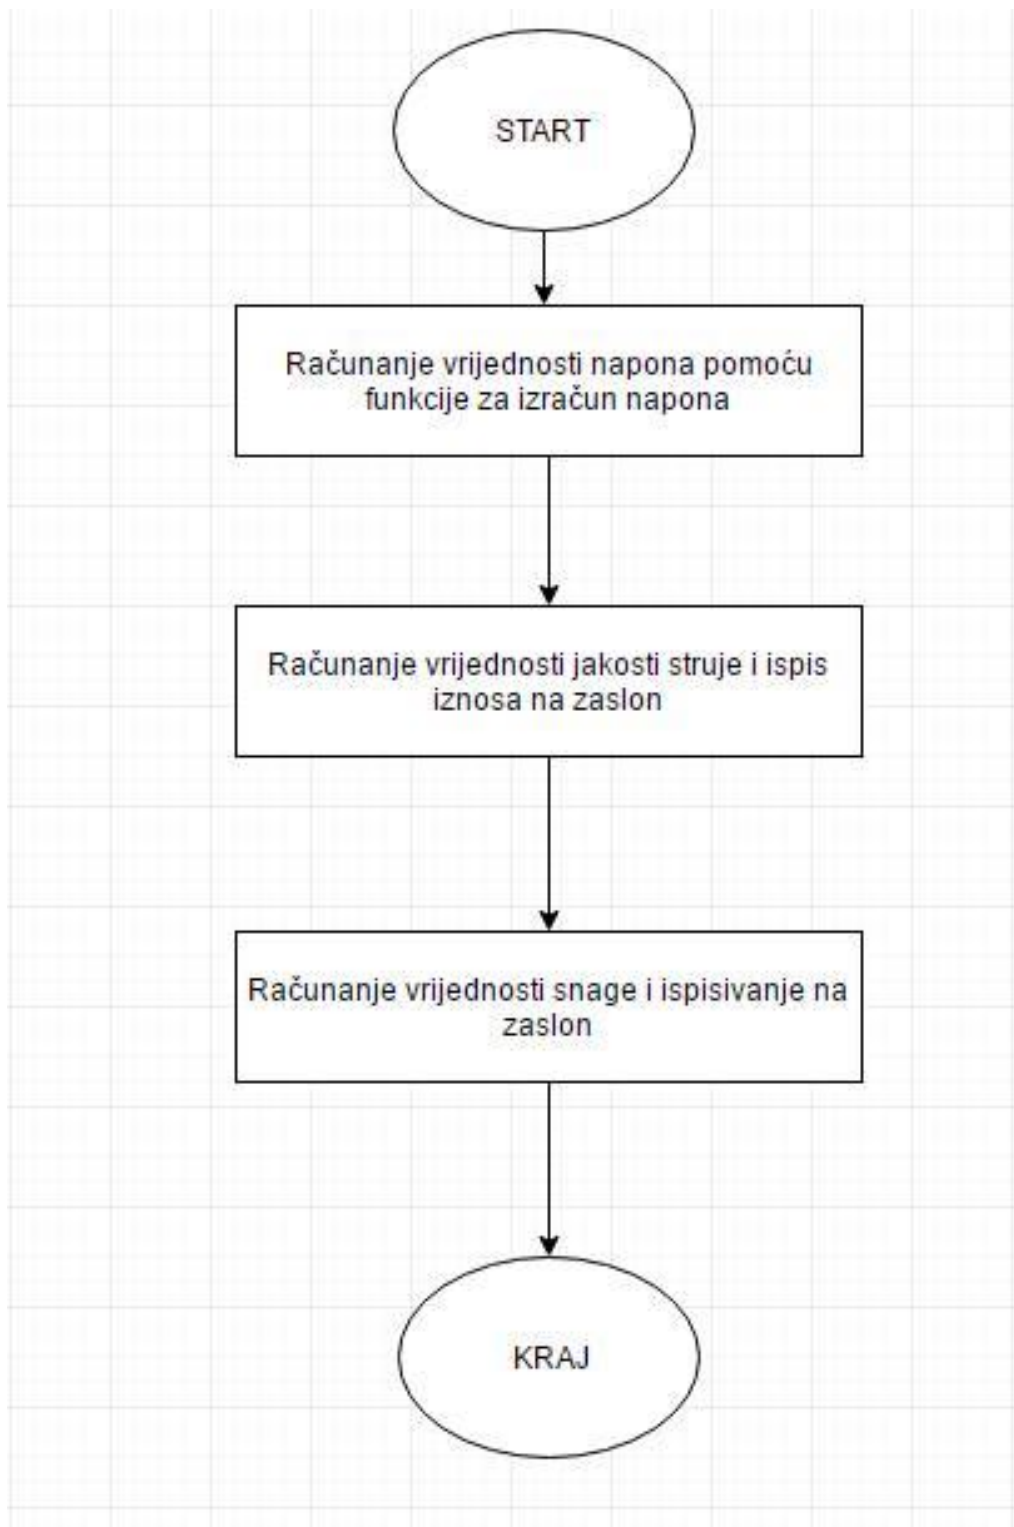 START
Računanje vrijednosti napona pomoću
funkcije za izračun napona
Računanje vrijednosti jakosti struje i ispis
iznosa na zaslon
Računanje vrijednosti snage i ispisivanje na
zaslon
KRAJ